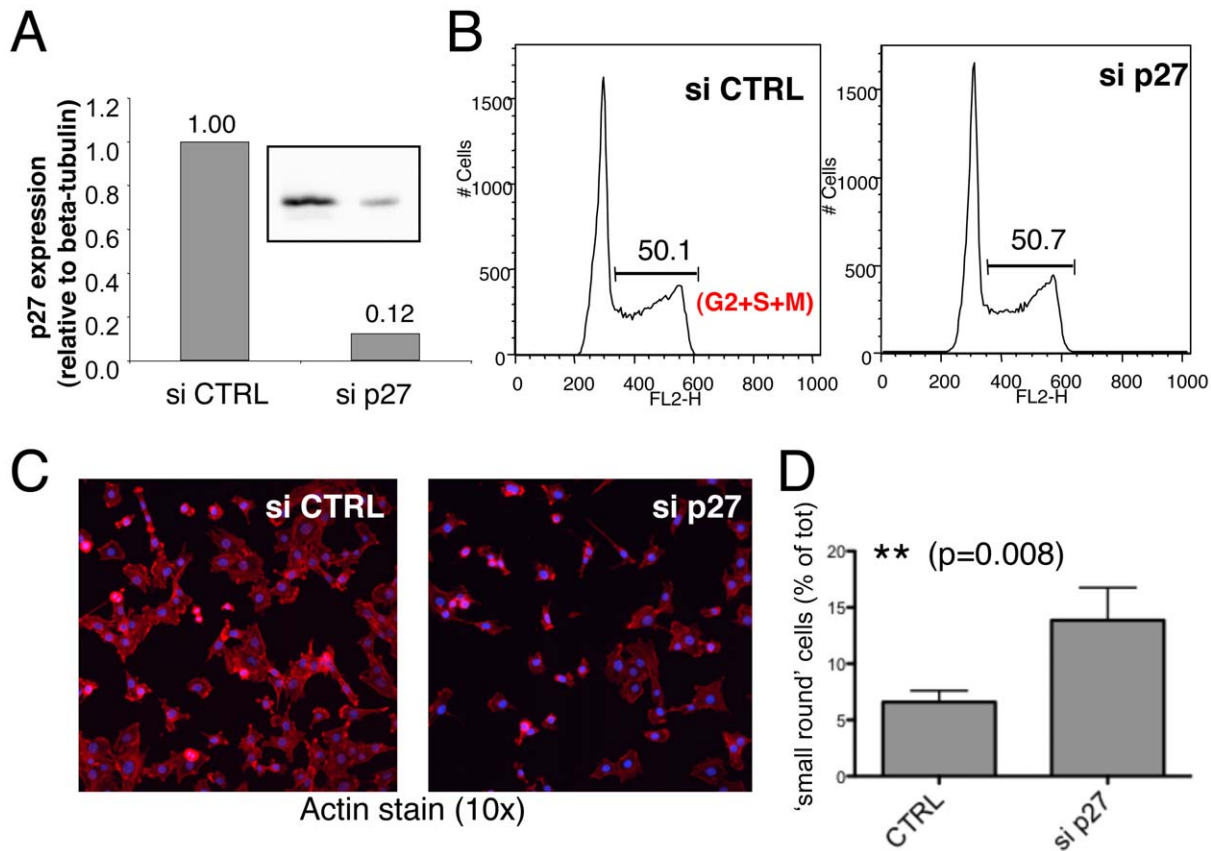 A
p27 expression
(relative to beta-tubulin)
1.2
1.0
0.8
0.6
0.4
0.2
0.0
1.00
0.12
si CTRL
si p27
B
si CTRL
# Cells
1500
1000
500
0
50.1
(G2+S+M)
0 200 400 600 800 1000
FL2-H
si p27
# Cells
1500
1000
500
0
50.7
0 200 400 600 800 1000
FL2-H
C
si CTRL
si p27
Actin stain (10x)
D
'small round' cells (% of tot)
20
15
10
5
0
** (p=0.008)
CTRL
si p27